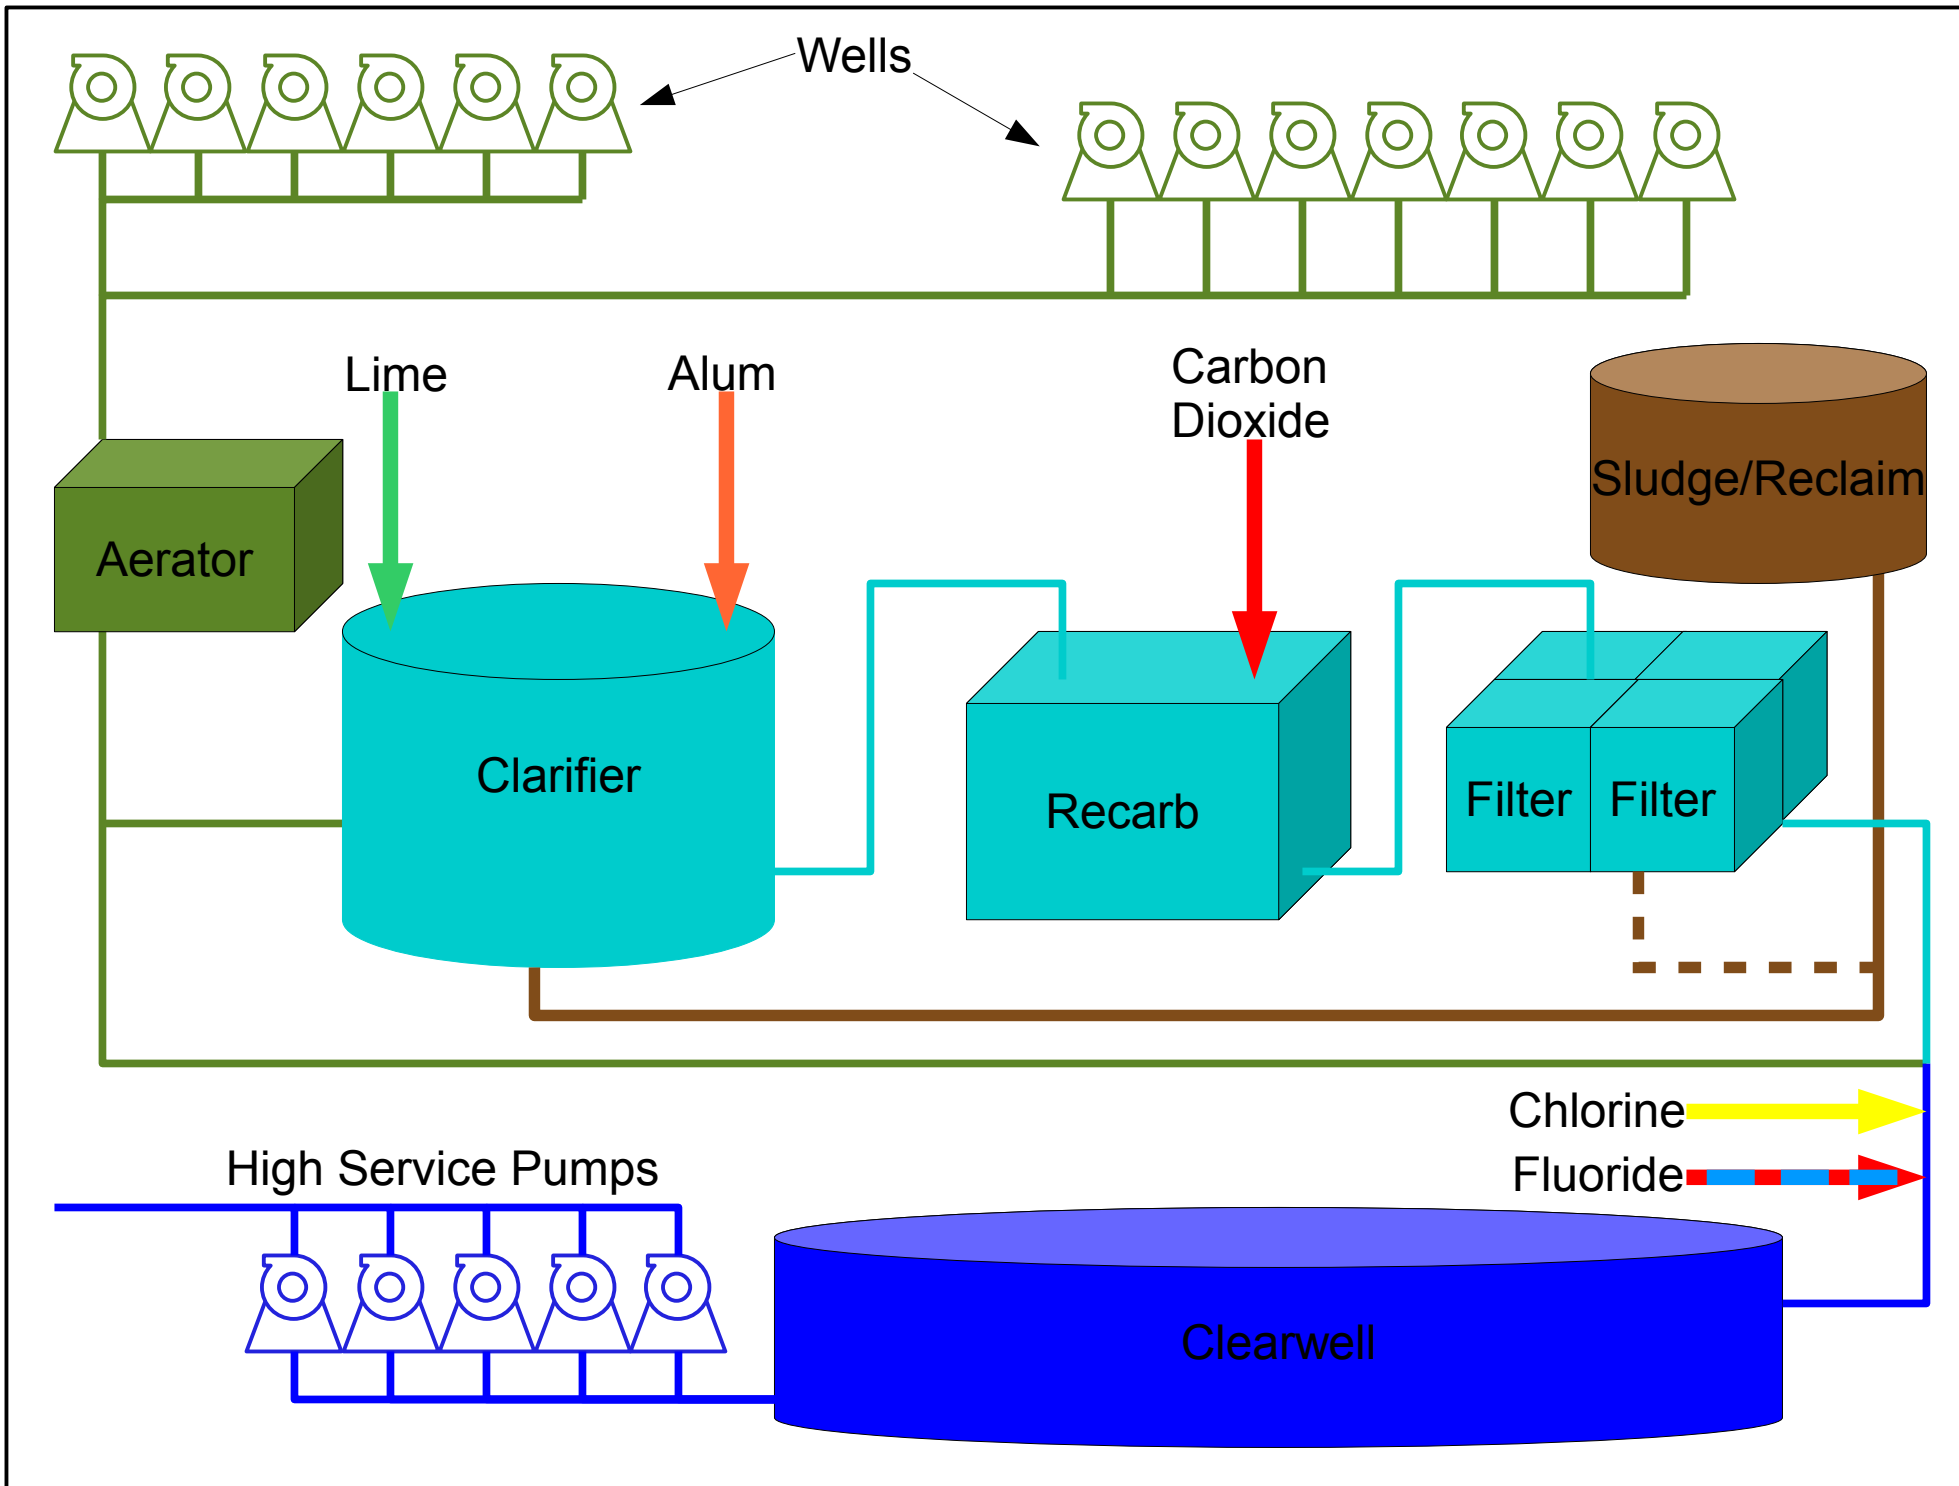 Wells
Lime
Alum
Carbon
Dioxide
Sludge/Reclaim
Aerator
Clarifier
Recarb
Filter
Filter
Chlorine
Fluoride
High Service Pumps
Clearwell